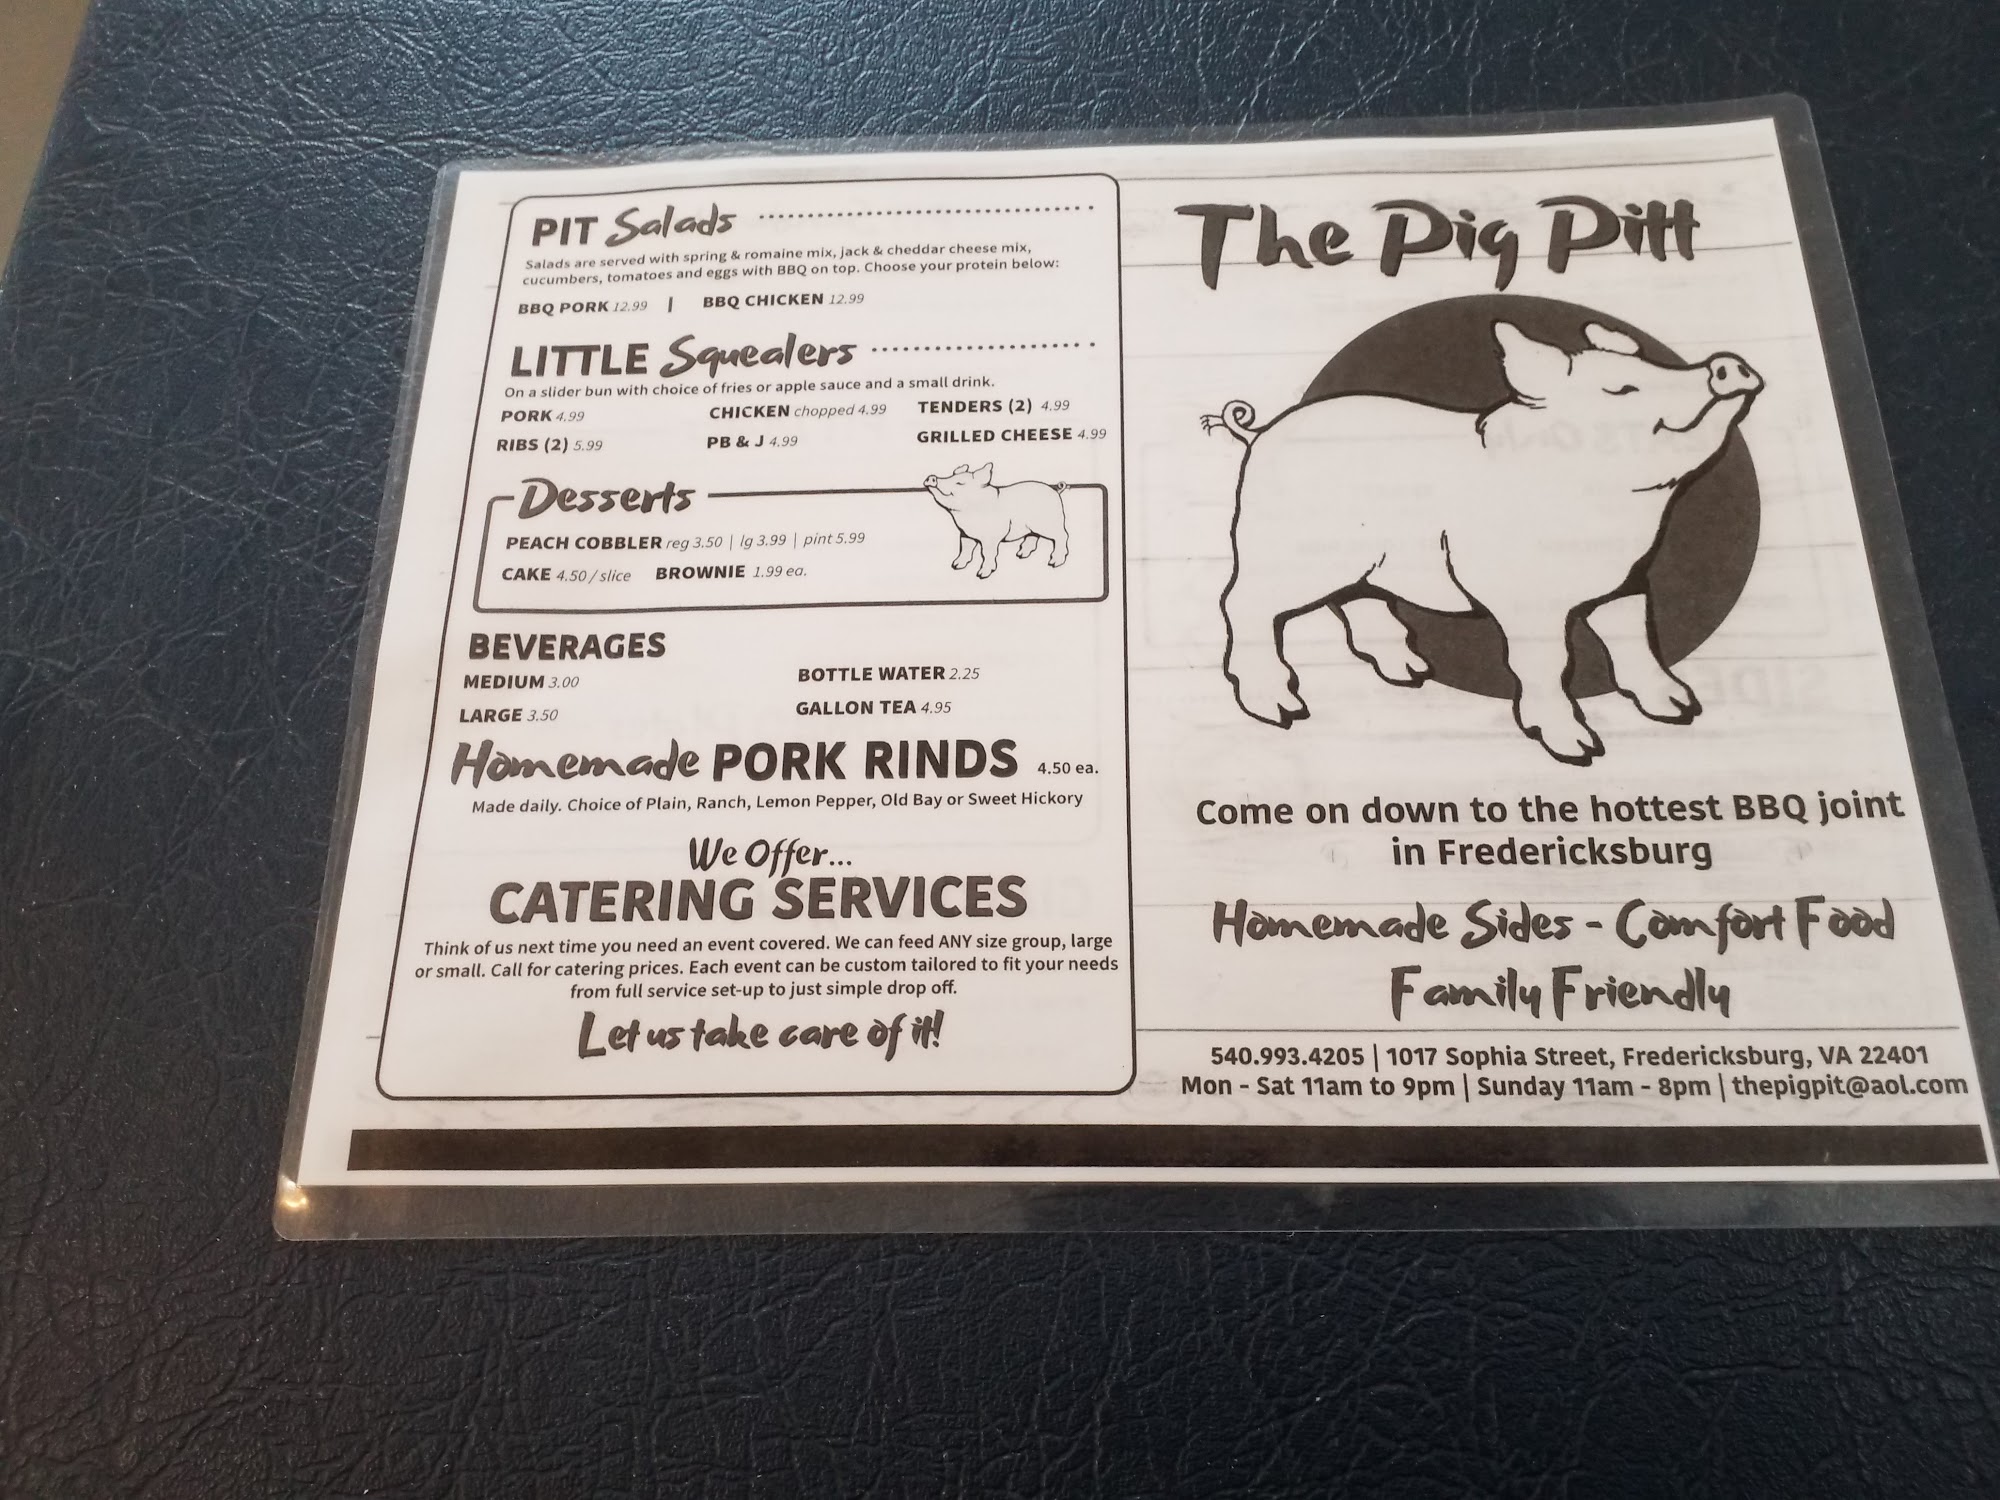 PIT Salads
Salads are served with spring & romaine mix, jack & cheddar cheese mix,
cucumbers, tomatoes and eggs with BBQ on top. Choose your protein below:
BBQ PORK 12.99 | BBQ CHICKEN 12.99
LITTLE Squealers
On a slider bun with choice of fries or apple sauce and a small drink.
PORK 4.99 CHICKEN chopped 4.99 TENDERS (2) 4.99
RIBS (2) 5.99 PB & J 4.99 GRILLED CHEESE 4.99
Desserts
PEACH COBBLER reg 3.50 | lg 3.99 | pint 5.99
CAKE 4.50 / slice BROWNIE 1.99 ea.
BEVERAGES
MEDIUM 3.00 BOTTLE WATER 2.25
LARGE 3.50 GALLON TEA 4.95
Homemade PORK RINDS 4.50 ea.
Made daily. Choice of Plain, Ranch, Lemon Pepper, Old Bay or Sweet Hickory
We Offer...
CATERING SERVICES
Think of us next time you need an event covered. We can feed ANY size group, large
or small. Call for catering prices. Each event can be custom tailored to fit your needs
from full service set-up to just simple drop off.
Let us take care of it!
The Pig Pitt
Come on down to the hottest BBQ joint
in Fredericksburg
Homemade Sides - Comfort Food
Family Friendly
540.993.4205 | 1017 Sophia Street, Fredericksburg, VA 22401
Mon - Sat 11am to 9pm | Sunday 11am - 8pm | thepigpit@aol.com